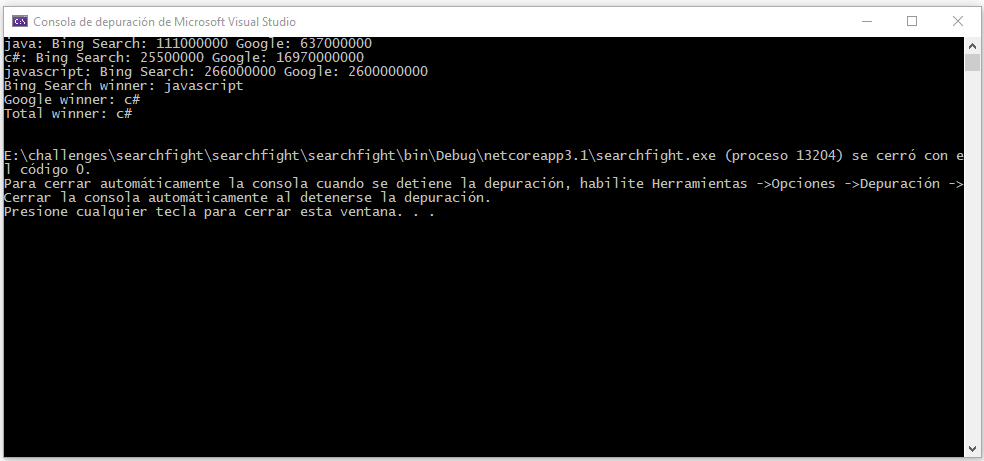 Consola de depuración de Microsoft Visual Studio
java: Bing Search: 111000000 Google: 637000000
c#: Bing Search: 25500000 Google: 16970000000
javascript: Bing Search: 266000000 Google: 2600000000
Bing Search winner: javascript
Google winner: c#
Total winner: c#
E:\challenges\searchfight\searchfight\searchfight\bin\Debug\netcoreapp3.1\searchfight.exe (proceso 13204) se cerró con e
l código 0.
Para cerrar automáticamente la consola cuando se detiene la depuración, habilite Herramientas ->Opciones ->Depuración ->
Cerrar la consola automáticamente al detenerse la depuración.
Presione cualquier tecla para cerrar esta ventana. . .